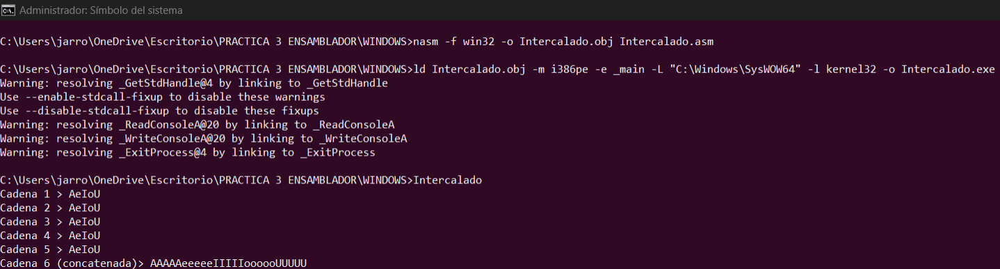 Administrador: Símbolo del sistema
C:\Users\jarro\OneDrive\Escritorio\PRACTICA 3 ENSAMBLADOR\WINDOWS>nasm -f win32 -o Intercalado.obj Intercalado.asm
C:\Users\jarro\OneDrive\Escritorio\PRACTICA 3 ENSAMBLADOR\WINDOWS>ld Intercalado.obj -m i386pe -e _main -L "C:\Windows\SysWOW64" -l kernel32 -o Intercalado.exe
Warning: resolving _GetStdHandle@4 by linking to _GetStdHandle
Use --enable-stdcall-fixup to disable these warnings
Use --disable-stdcall-fixup to disable these fixups
Warning: resolving _ReadConsoleA@20 by linking to _ReadConsoleA
Warning: resolving _WriteConsoleA@20 by linking to _WriteConsoleA
Warning: resolving _ExitProcess@4 by linking to _ExitProcess
C:\Users\jarro\OneDrive\Escritorio\PRACTICA 3 ENSAMBLADOR\WINDOWS>Intercalado
Cadena 1 > AeIoU
Cadena 2 > AeIoU
Cadena 3 > AeIoU
Cadena 4 > AeIoU
Cadena 5 > AeIoU
Cadena 6 (concatenada)> AAAAAeeeeeIIIIIoooooUUUUU